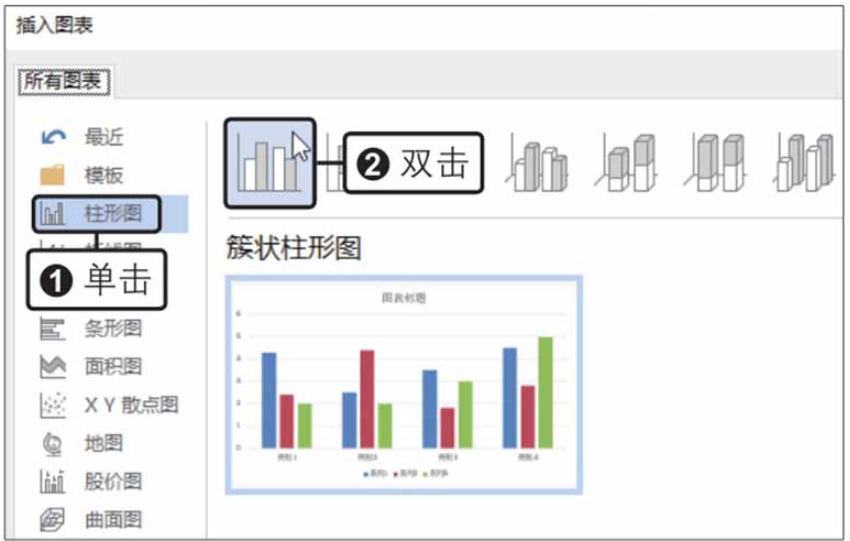 插入图表
所有图表
最近
模板
柱形图
❶ 单击
条形图
面积图
X Y 散点图
地图
股价图
曲面图
❷ 双击
簇状柱形图
图表标题
6
5
4
3
2
1
0
类别 1
类别 2
类别 3
类别 4
系列1
系列2
系列3